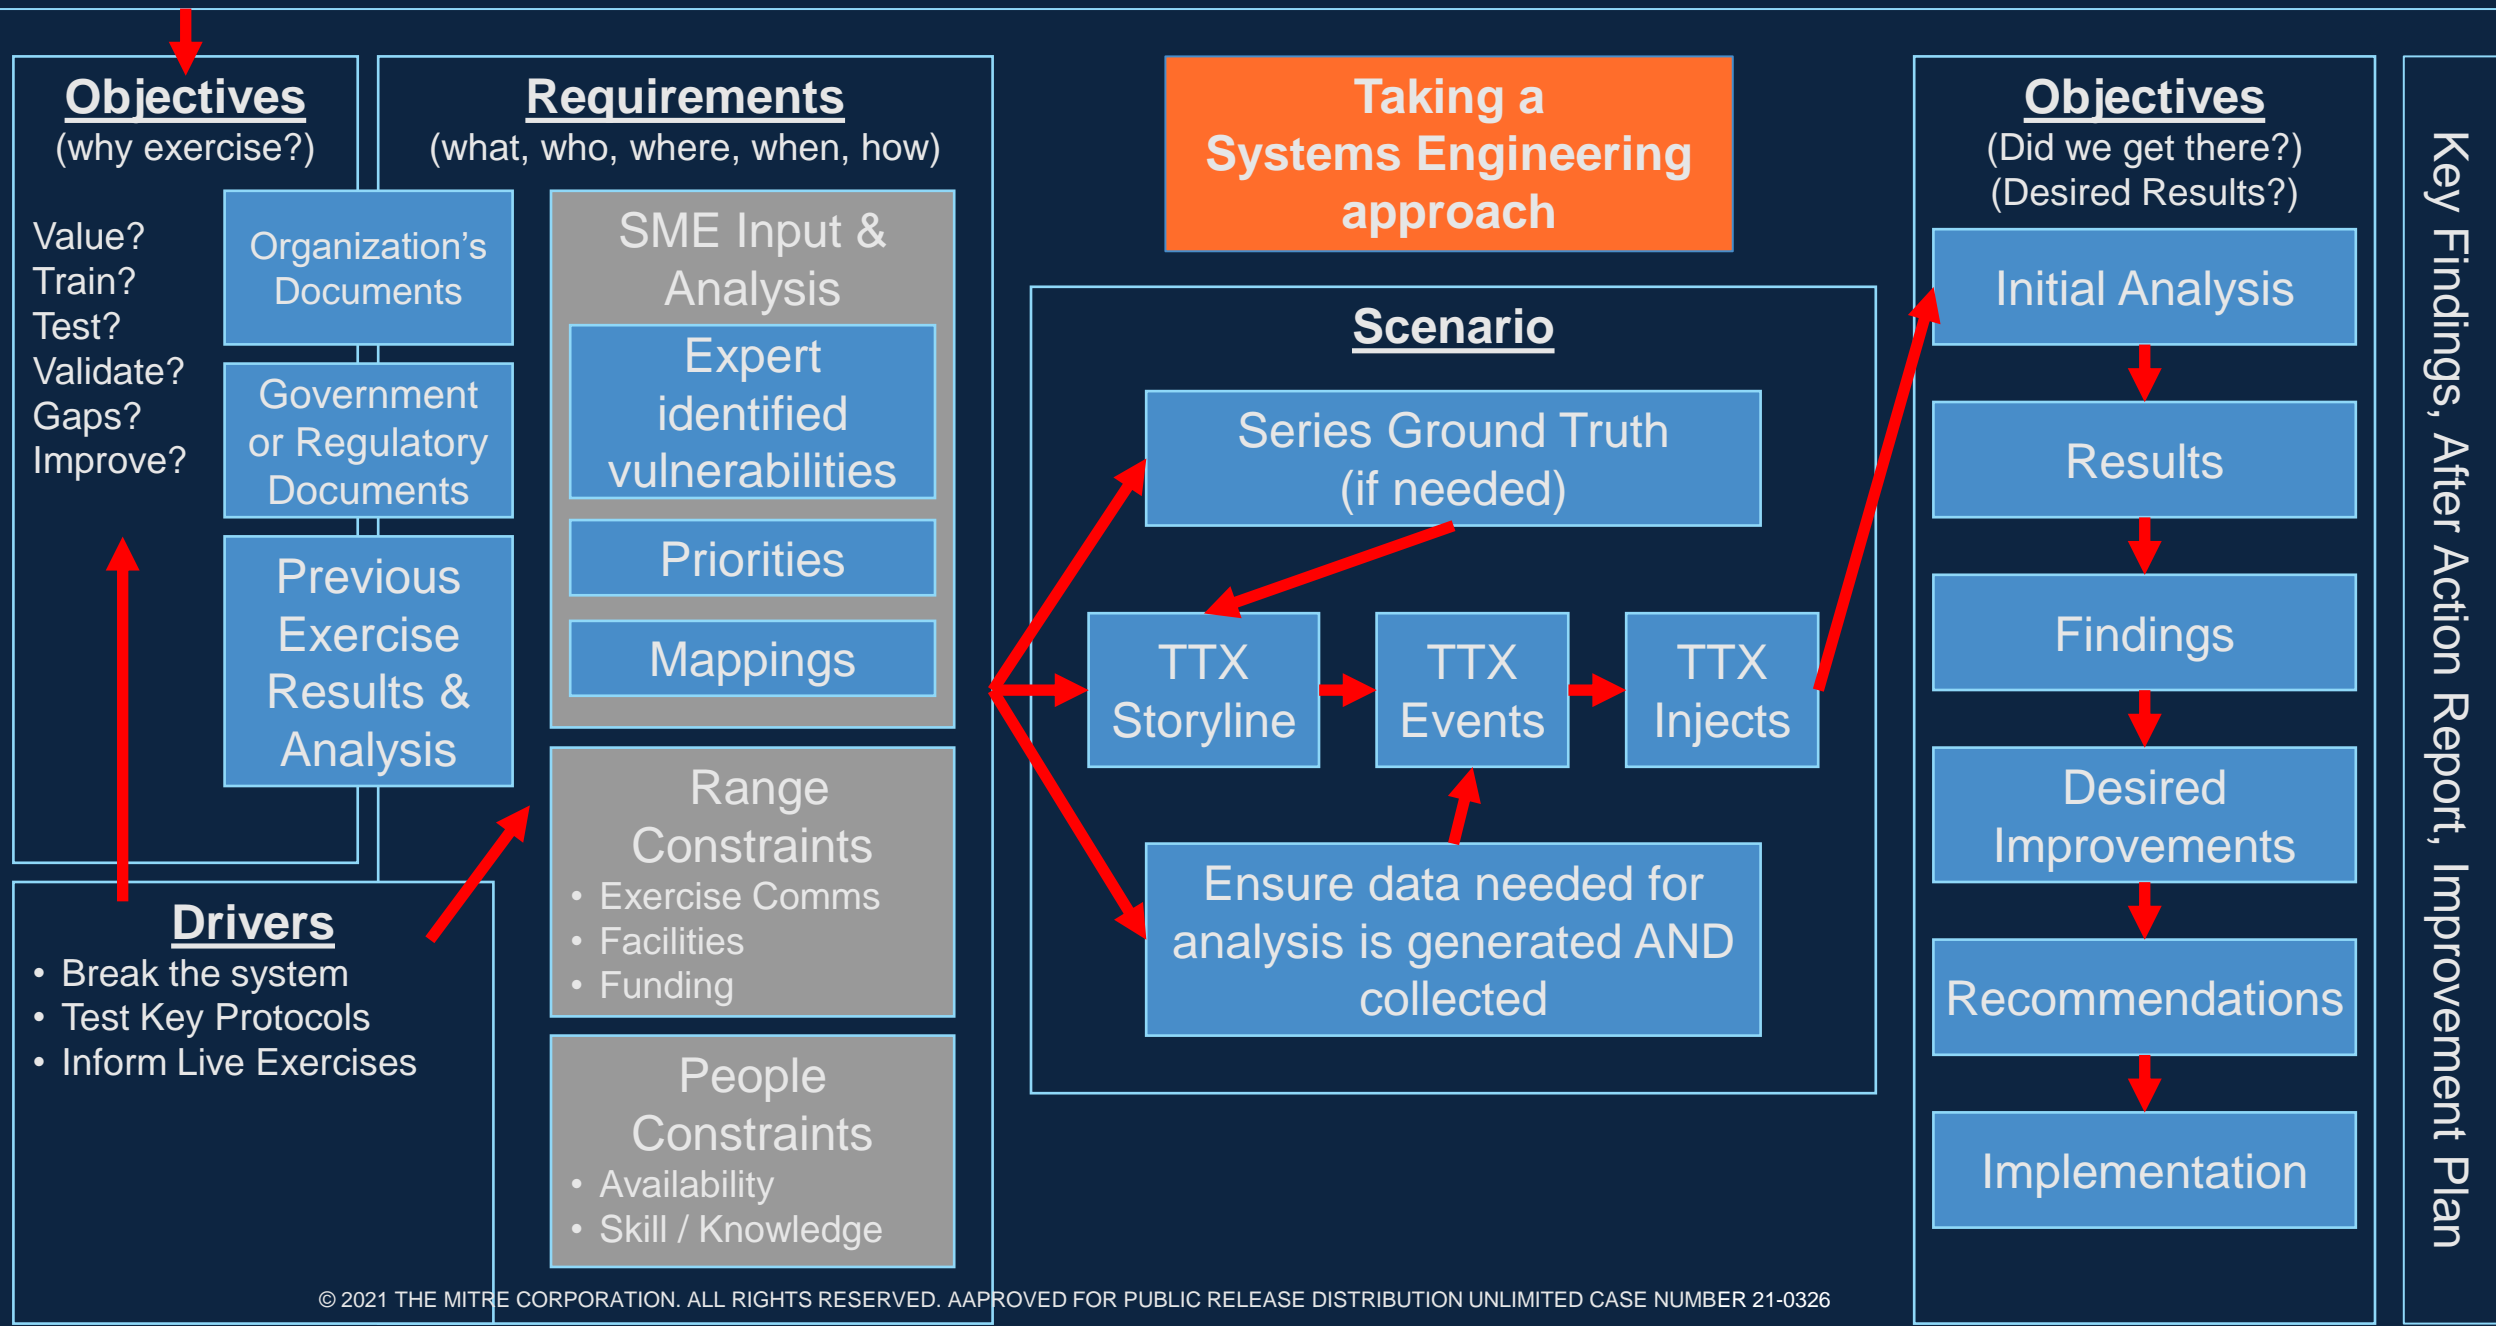 Objectives
(why exercise?)
Value?
Train?
Test?
Validate?
Gaps?
Improve?
Organization’s
Documents
Government
or Regulatory
Documents
Previous
Exercise
Results &
Analysis
Drivers
• Break the system
• Test Key Protocols
• Inform Live Exercises
Requirements
(what, who, where, when, how)
SME Input &
Analysis
Expert
identified
vulnerabilities
Priorities
Mappings
Range
Constraints
• Exercise Comms
• Facilities
• Funding
People
Constraints
• Availability
• Skill / Knowledge
Taking a
Systems Engineering
approach
Scenario
Series Ground Truth
(if needed)
TTX
Storyline
TTX
Events
TTX
Injects
Ensure data needed for
analysis is generated AND
collected
Objectives
(Did we get there?)
(Desired Results?)
Initial Analysis
Results
Findings
Desired
Improvements
Recommendations
Implementation
Key Findings, After Action Report, Improvement Plan
© 2021 THE MITRE CORPORATION. ALL RIGHTS RESERVED. AAPROVED FOR PUBLIC RELEASE DISTRIBUTION UNLIMITED CASE NUMBER 21-0326